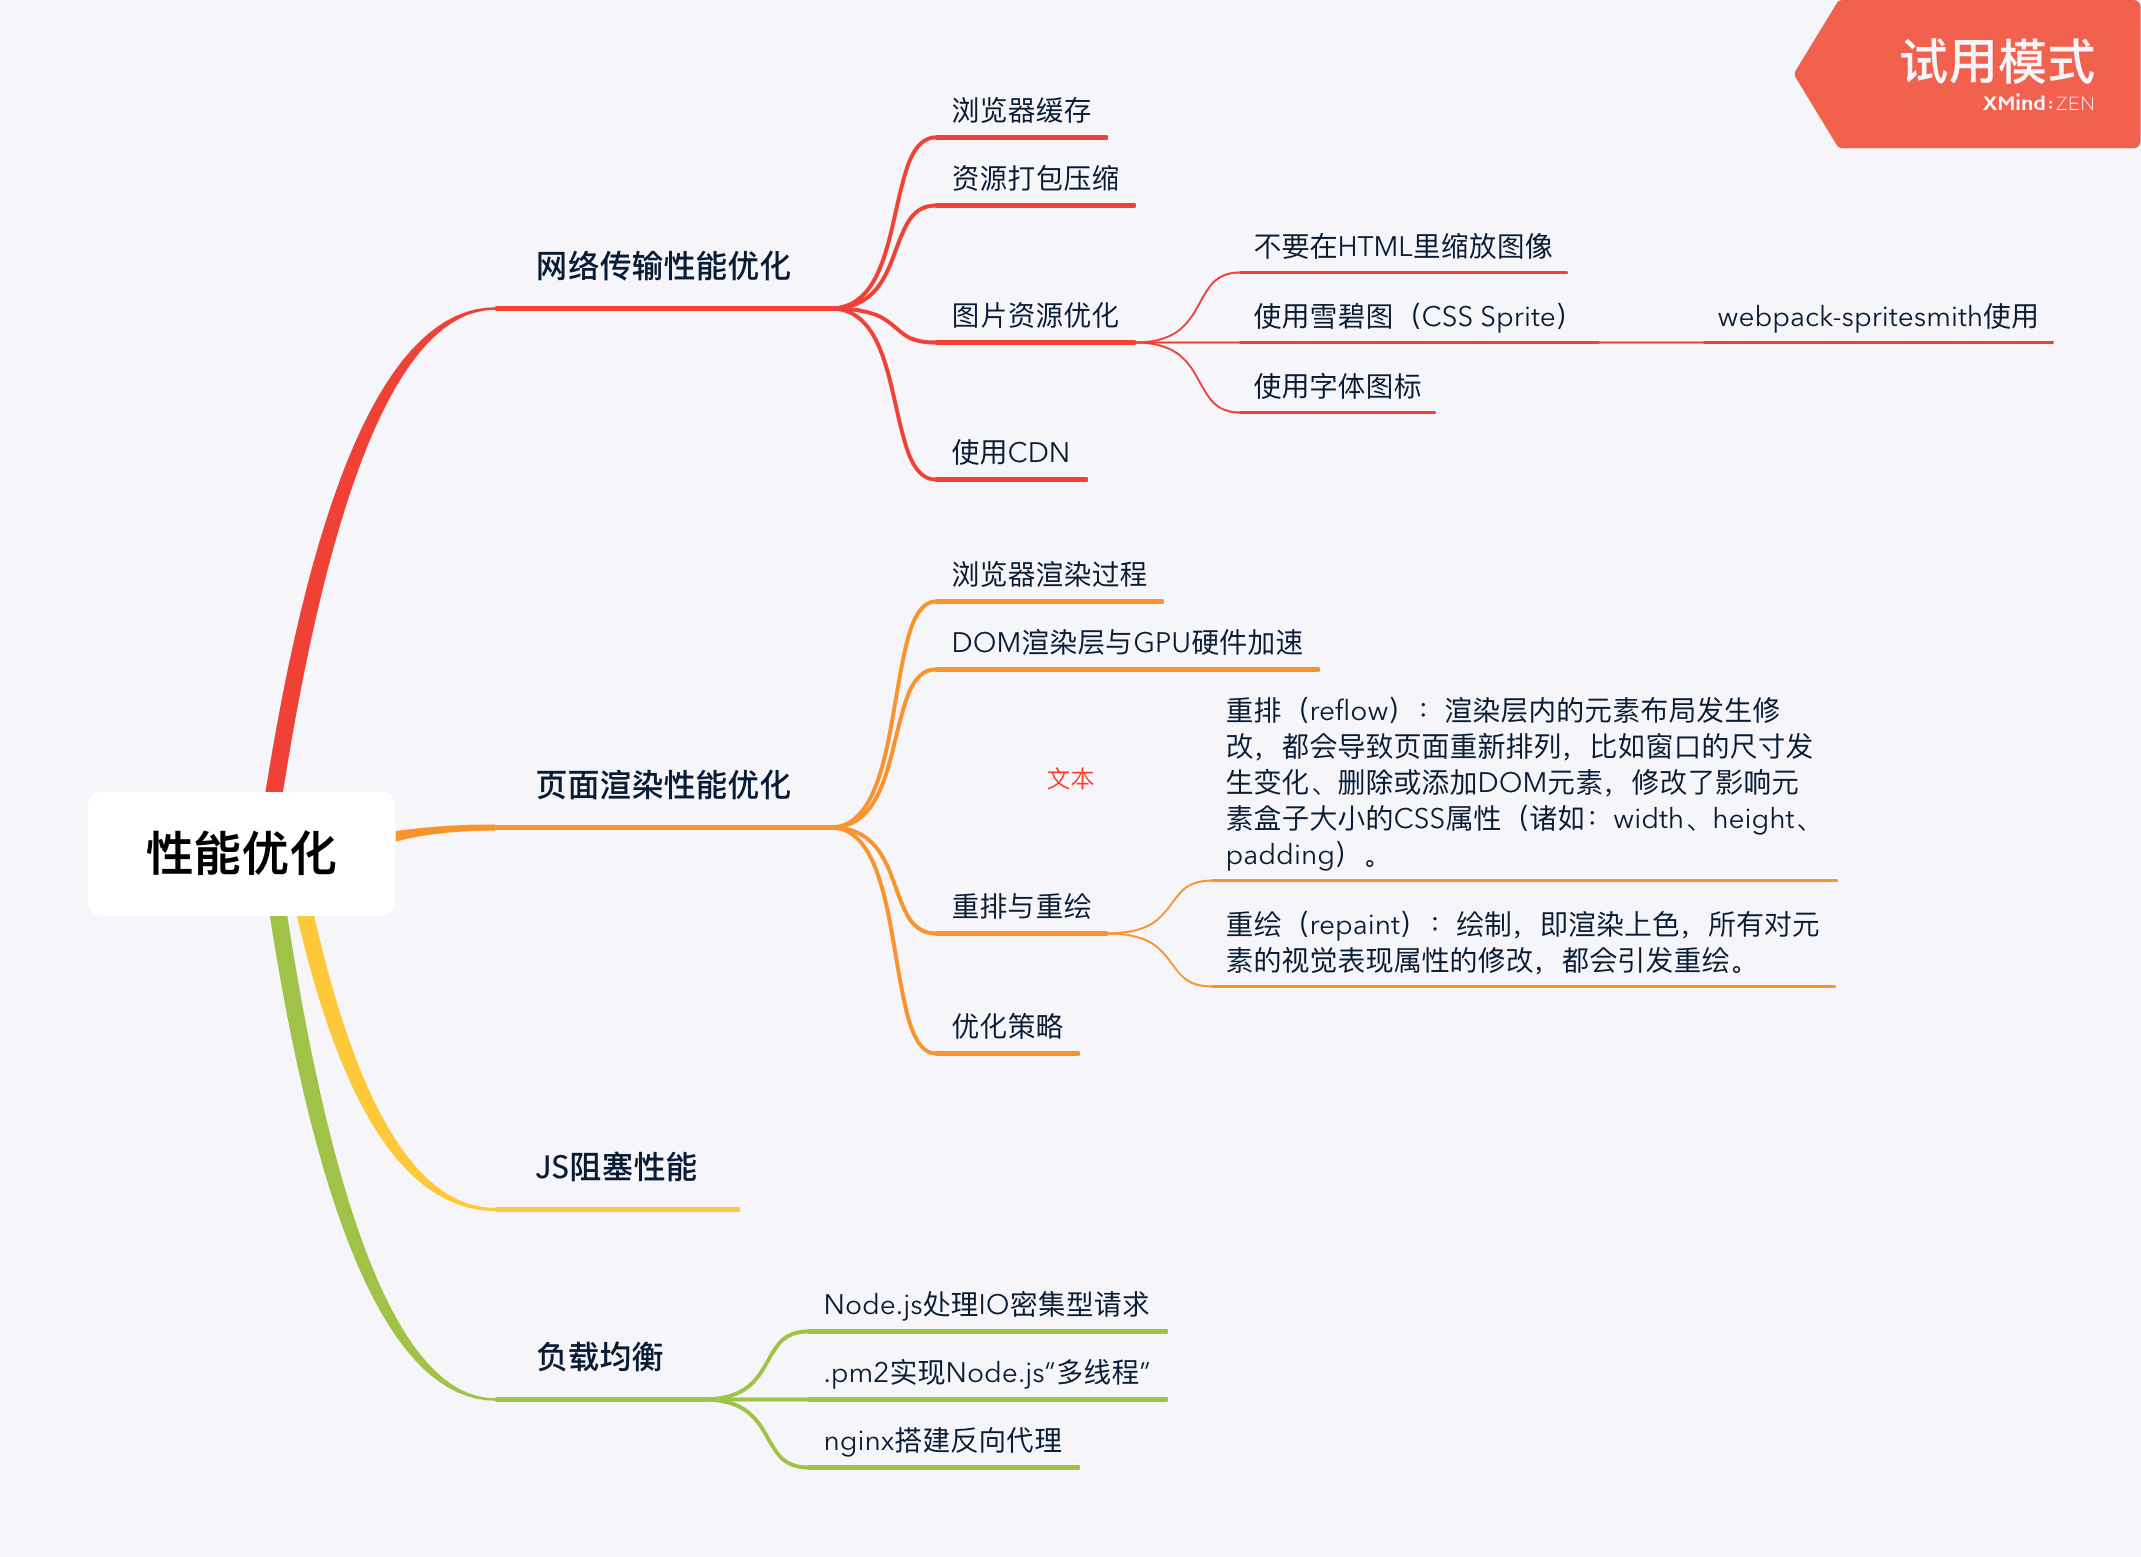 试用模式
XMind:ZEN
性能优化
网络传输性能优化
浏览器缓存
资源打包压缩
图片资源优化
不要在HTML里缩放图像
使用雪碧图（CSS Sprite）
webpack-spritesmith使用
使用字体图标
使用CDN
页面渲染性能优化
浏览器渲染过程
DOM渲染层与GPU硬件加速
文本
重排与重绘
重排（reflow）：渲染层内的元素布局发生修
改，都会导致页面重新排列，比如窗口的尺寸发
生变化、删除或添加DOM元素，修改了影响元
素盒子大小的CSS属性（诸如：width、height、
padding）。
重绘（repaint）：绘制，即渲染上色，所有对元
素的视觉表现属性的修改，都会引发重绘。
优化策略
JS阻塞性能
负载均衡
Node.js处理IO密集型请求
.pm2实现Node.js“多线程”
nginx搭建反向代理